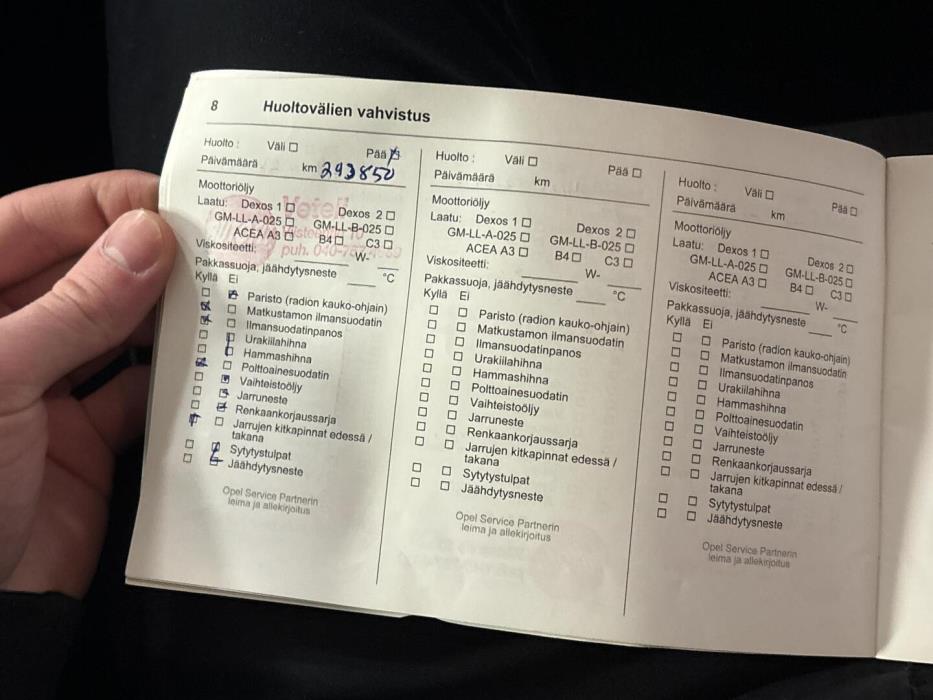 8 Huoltovälien vahvistus
Huolto : Väli ☐ Pää
Päivämäärä km 293850
Moottoriöljy
Laatu: Dexos 1 ☐ Dexos 2 ☐
GM-LL-A-025 ☐ GM-LL-B-025 ☐
ACEA A3 ☐ B4 ☐ C3 ☐
Viskositeetti: W-
Pakkassuoja, jäähdytysneste °C
Kyllä Ei
Paristo (radion kauko-ohjain)
Matkustamon ilmansuodatin
Ilmansuodatinpanos
Urakiilahihna
Hammashihna
Polttoainesuodatin
Vaihteistoöljy
Jarruneste
Renkaankorjaussarja
Jarrujen kitkapinnat edessä /
takana
Sytytystulpat
Jäähdytysneste
Opel Service Partnerin
leima ja allekirjoitus
puh.
Huolto : Väli ☐ Pää ☐
Päivämäärä km
Moottoriöljy
Laatu: Dexos 1 ☐ Dexos 2 ☐
GM-LL-A-025 ☐ GM-LL-B-025 ☐
ACEA A3 ☐ B4 ☐ C3 ☐
Viskositeetti: W-
Pakkassuoja, jäähdytysneste °C
Kyllä Ei
☐ ☐ Paristo (radion kauko-ohjain)
☐ ☐ Matkustamon ilmansuodatin
☐ ☐ Ilmansuodatinpanos
☐ ☐ Urakiilahihna
☐ ☐ Hammashihna
☐ ☐ Polttoainesuodatin
☐ ☐ Vaihteistoöljy
☐ ☐ Jarruneste
☐ ☐ Renkaankorjaussarja
☐ ☐ Jarrujen kitkapinnat edessä /
takana
☐ ☐ Sytytystulpat
☐ ☐ Jäähdytysneste
Opel Service Partnerin
leima ja allekirjoitus
Huolto : Väli ☐ Pää ☐
Päivämäärä km
Moottoriöljy
Laatu: Dexos 1 ☐ Dexos 2 ☐
GM-LL-A-025 ☐ GM-LL-B-025 ☐
ACEA A3 ☐ B4 ☐ C3 ☐
Viskositeetti: W-
Pakkassuoja, jäähdytysneste °C
Kyllä Ei
☐ ☐ Paristo (radion kauko-ohjain)
☐ ☐ Matkustamon ilmansuodatin
☐ ☐ Ilmansuodatinpanos
☐ ☐ Urakiilahihna
☐ ☐ Hammashihna
☐ ☐ Polttoainesuodatin
☐ ☐ Vaihteistoöljy
☐ ☐ Jarruneste
☐ ☐ Renkaankorjaussarja
☐ ☐ Jarrujen kitkapinnat edessä /
takana
☐ ☐ Sytytystulpat
☐ ☐ Jäähdytysneste
Opel Service Partnerin
leima ja allekirjoitus